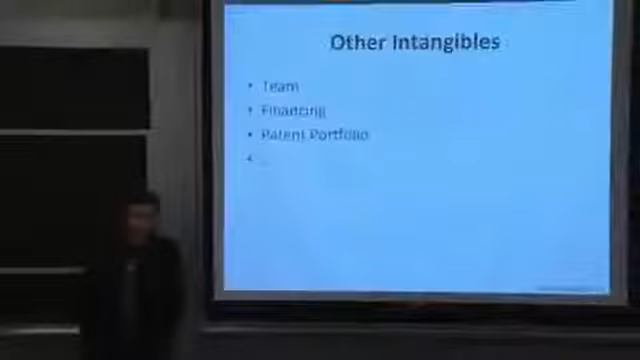 Other Intangibles
• Team
• Financing
• Patent Portfolio